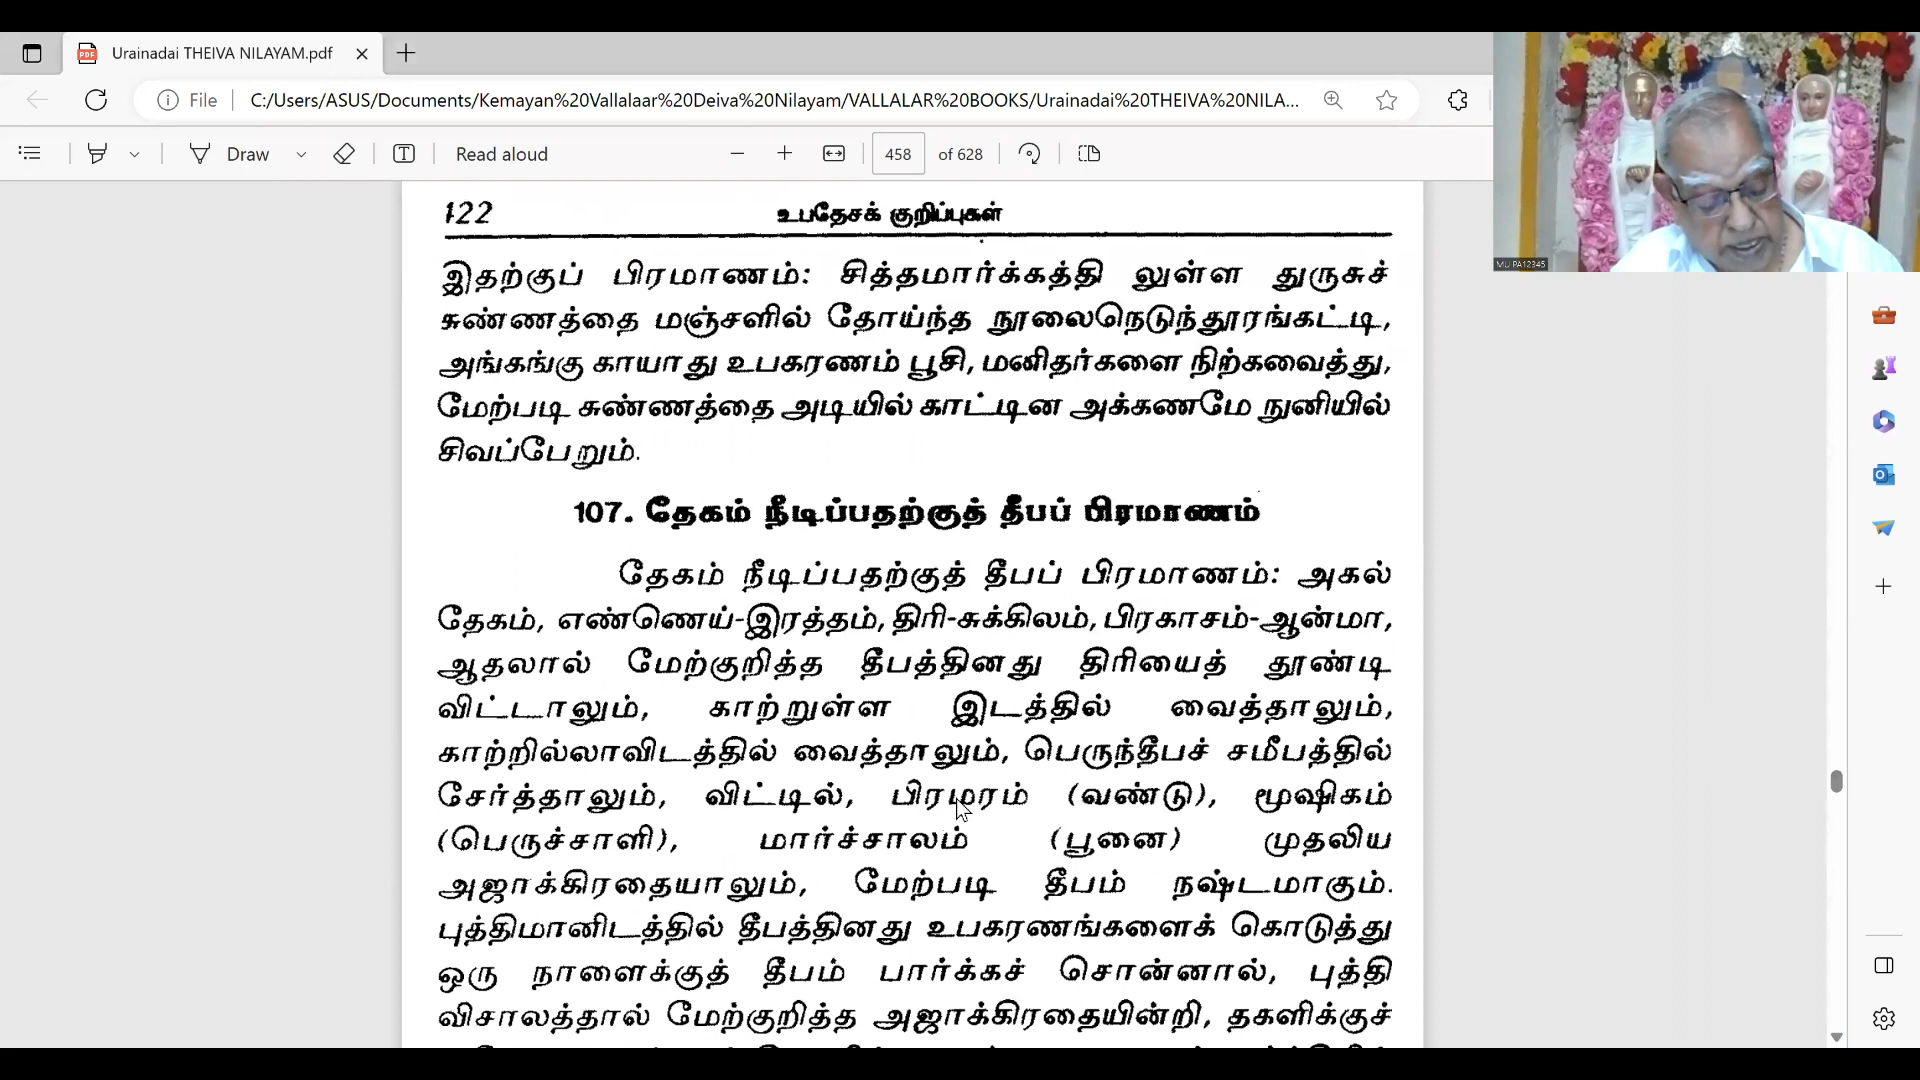 Urainadai THEIVA NILAYAM.pdf
File
C:/Users/ASUS/Documents/Kemayan%20Vallalaar%20Deiva%20Nilayam/VALLALAR%20BOOKS/Urainadai%20THEIVA%20NILA...
Draw
Read aloud
458 of 628
MU PA12345
122 உபதேசக் குறிப்புகள்
இதற்குப் பிரமாணம்: சித்தமார்க்கத்தி லுள்ள துருசுச்
சுண்ணத்தை மஞ்சளில் தோய்ந்த நூலைநெடுந்தூரங்கட்டி,
அங்கங்கு காயாது உபகரணம் பூசி, மனிதர்களை நிற்கவைத்து,
மேற்படி சுண்ணத்தை அடியில் காட்டின அக்கணமே நுனியில்
சிவப்பேறும்.
107. தேகம் நீடிப்பதற்குத் தீபப் பிரமாணம்
தேகம் நீடிப்பதற்குத் தீபப் பிரமாணம்: அகல்
தேகம், எண்ணெய்-இரத்தம், திரி-சுக்கிலம், பிரகாசம்-ஆன்மா,
ஆதலால் மேற்குறித்த தீபத்தினது திரியைத் தூண்டி
விட்டாலும், காற்றுள்ள இடத்தில் வைத்தாலும்,
காற்றில்லாவிடத்தில் வைத்தாலும், பெருந்தீபச் சமீபத்தில்
சேர்த்தாலும், விட்டில், பிரமரம் (வண்டு), மூஷிகம்
(பெருச்சாளி), மார்ச்சாலம் (பூனை) முதலிய
அஜாக்கிரதையாலும், மேற்படி தீபம் நஷ்டமாகும்.
புத்திமானிடத்தில் தீபத்தினது உபகரணங்களைக் கொடுத்து
ஒரு நாளைக்குத் தீபம் பார்க்கச் சொன்னால், புத்தி
விசாலத்தால் மேற்குறித்த அஜாக்கிரதையின்றி, தகளிக்குச்